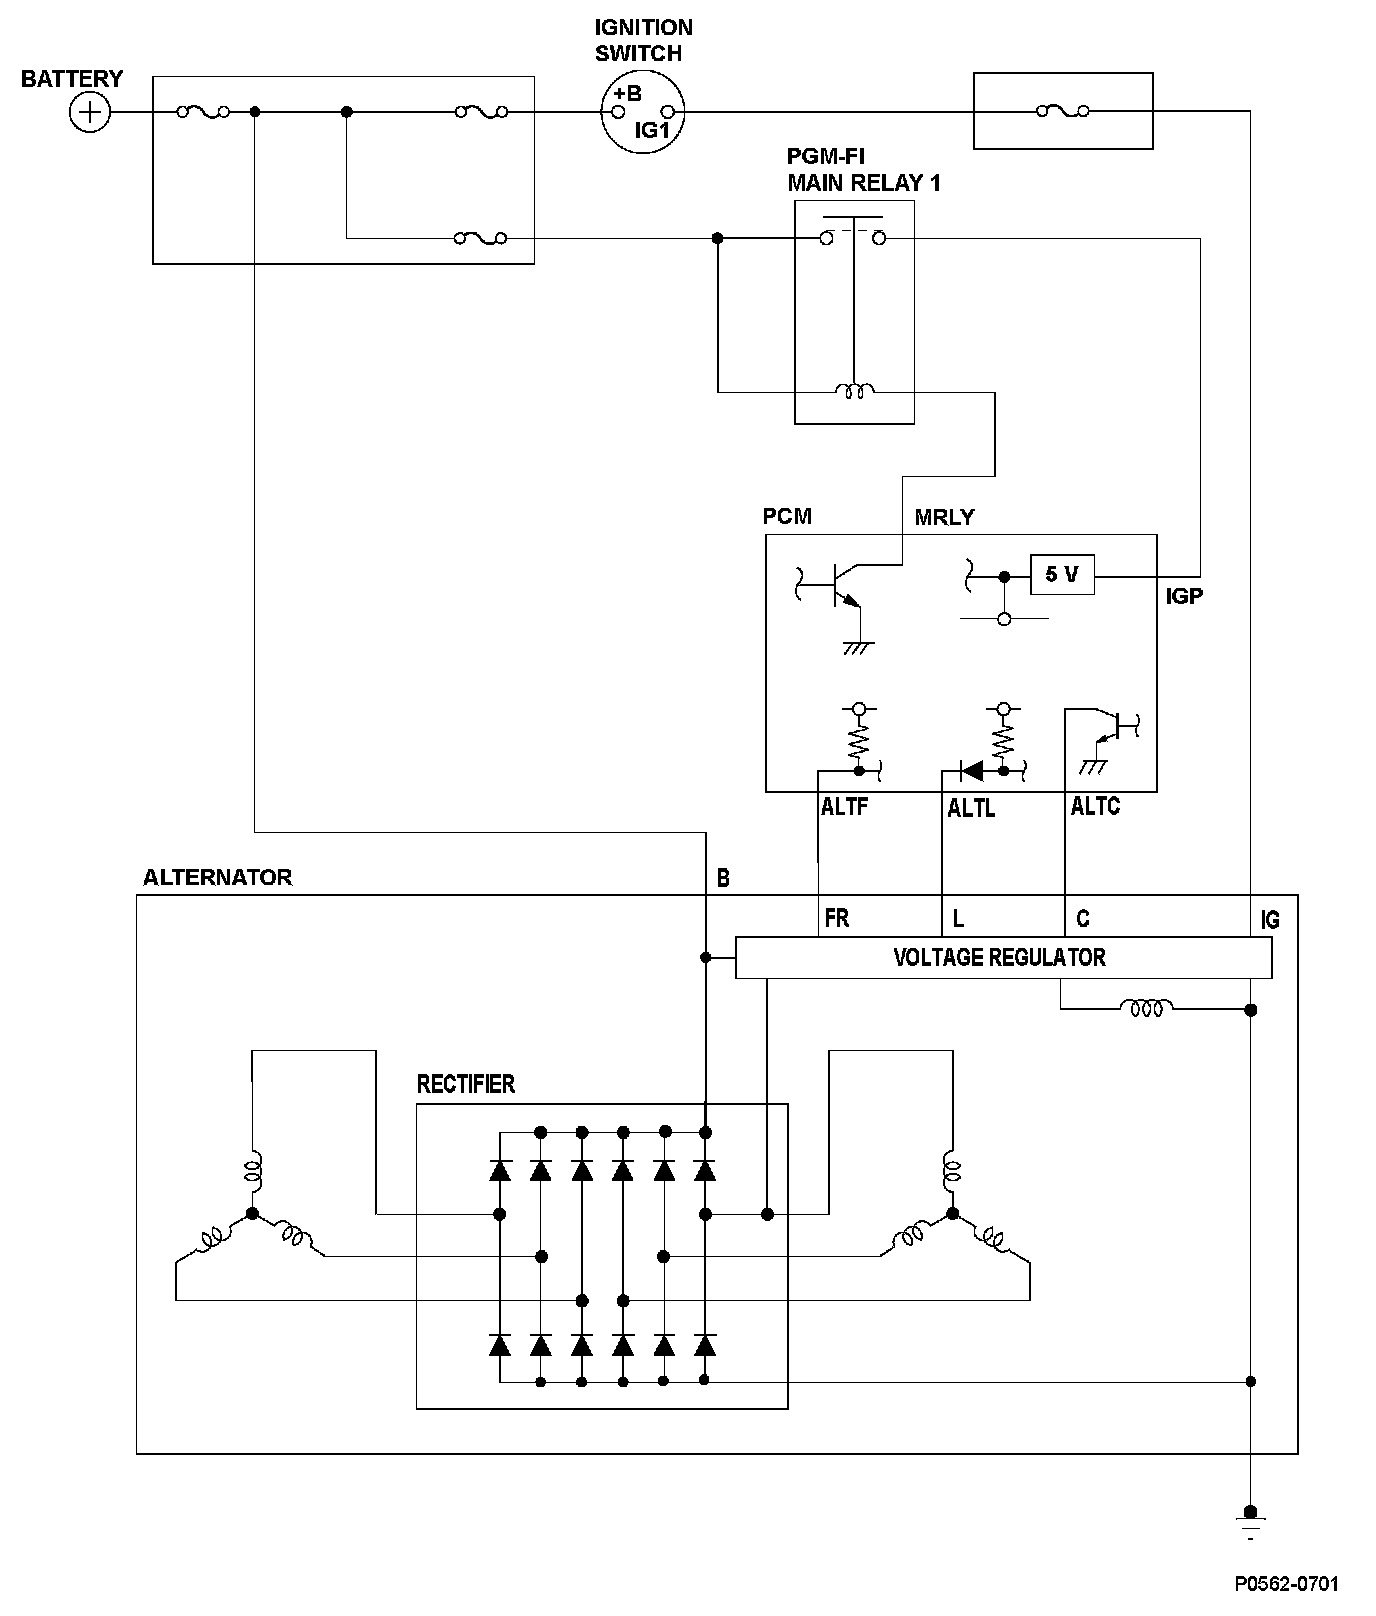 IGNITION
SWITCH
BATTERY
+B
IG1
PGM-FI
MAIN RELAY 1
PCM
MRLY
5 V
IGP
ALTF
ALTL
ALTC
ALTERNATOR
B
FR
L
C
IG
VOLTAGE REGULATOR
RECTIFIER
P0562-0701